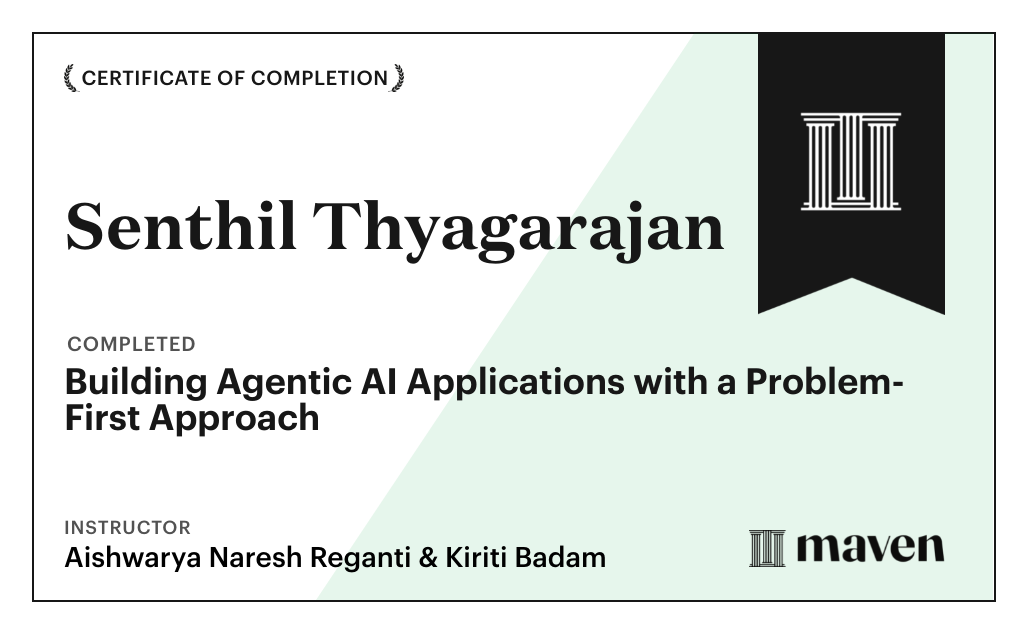 CERTIFICATE OF COMPLETION
Senthil Thyagarajan
COMPLETED
Building Agentic AI Applications with a Problem-
First Approach
INSTRUCTOR
Aishwarya Naresh Reganti & Kiriti Badam
maven